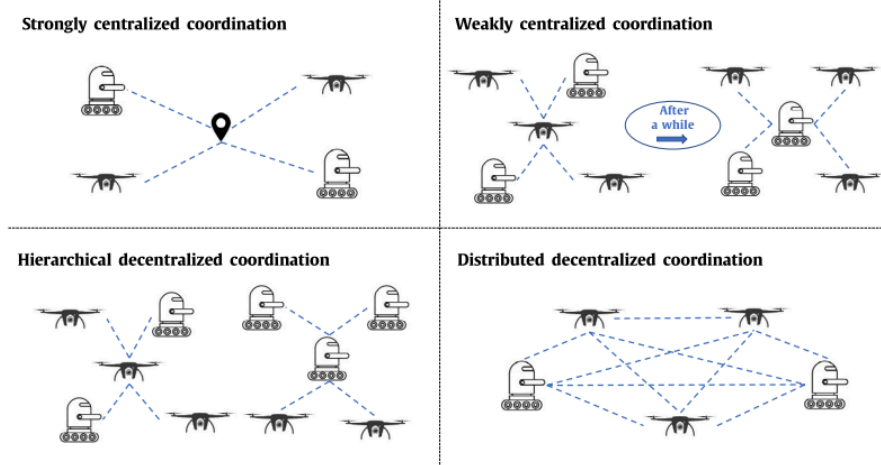 Strongly centralized coordination
Weakly centralized coordination
After
a while
Hierarchical decentralized coordination
Distributed decentralized coordination